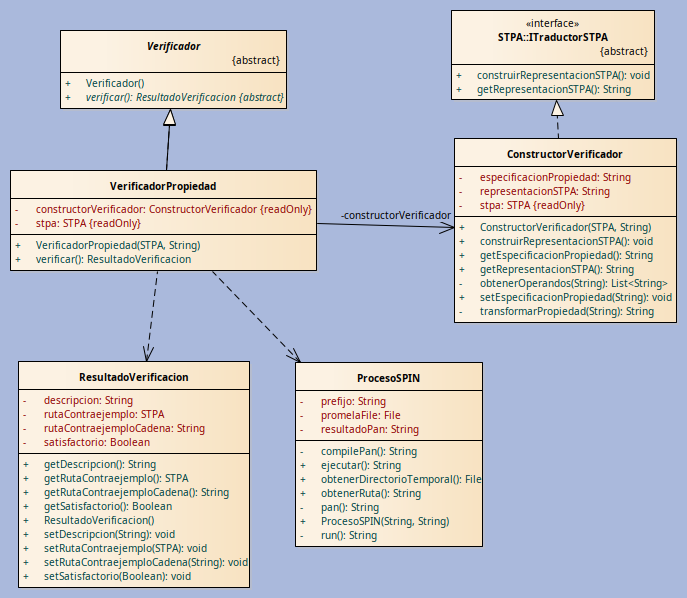 Verificador
{abstract}
+ Verificador()
+ verificar(): ResultadoVerificacion {abstract}
«interface»
STPA::ITraductorSTPA
{abstract}
+ construirRepresentacionSTPA(): void
+ getRepresentacionSTPA(): String
VerificadorPropiedad
- constructorVerificador: ConstructorVerificador {readOnly}
- stpa: STPA {readOnly}
+ VerificadorPropiedad(STPA, String)
+ verificar(): ResultadoVerificacion
-constructorVerificador
ConstructorVerificador
- especificacionPropiedad: String
- representacionSTPA: String
- stpa: STPA {readOnly}
+ ConstructorVerificador(STPA, String)
+ construirRepresentacionSTPA(): void
+ getEspecificacionPropiedad(): String
+ getRepresentacionSTPA(): String
- obtenerOperandos(String): List<String>
+ setEspecificacionPropiedad(String): void
- transformarPropiedad(String): String
ResultadoVerificacion
- descripcion: String
- rutaContraejemplo: STPA
- rutaContraejemploCadena: String
- satisfactorio: Boolean
+ getDescripcion(): String
+ getRutaContraejemplo(): STPA
+ getRutaContraejemploCadena(): String
+ getSatisfactorio(): Boolean
+ ResultadoVerificacion()
+ setDescripcion(String): void
+ setRutaContraejemplo(STPA): void
+ setRutaContraejemploCadena(String): void
+ setSatisfactorio(Boolean): void
ProcesoSPIN
- prefijo: String
- promelaFile: File
- resultadoPan: String
- compilePan(): String
+ ejecutar(): String
+ obtenerDirectorioTemporal(): File
+ obtenerRuta(): String
- pan(): String
+ ProcesoSPIN(String, String)
- run(): String